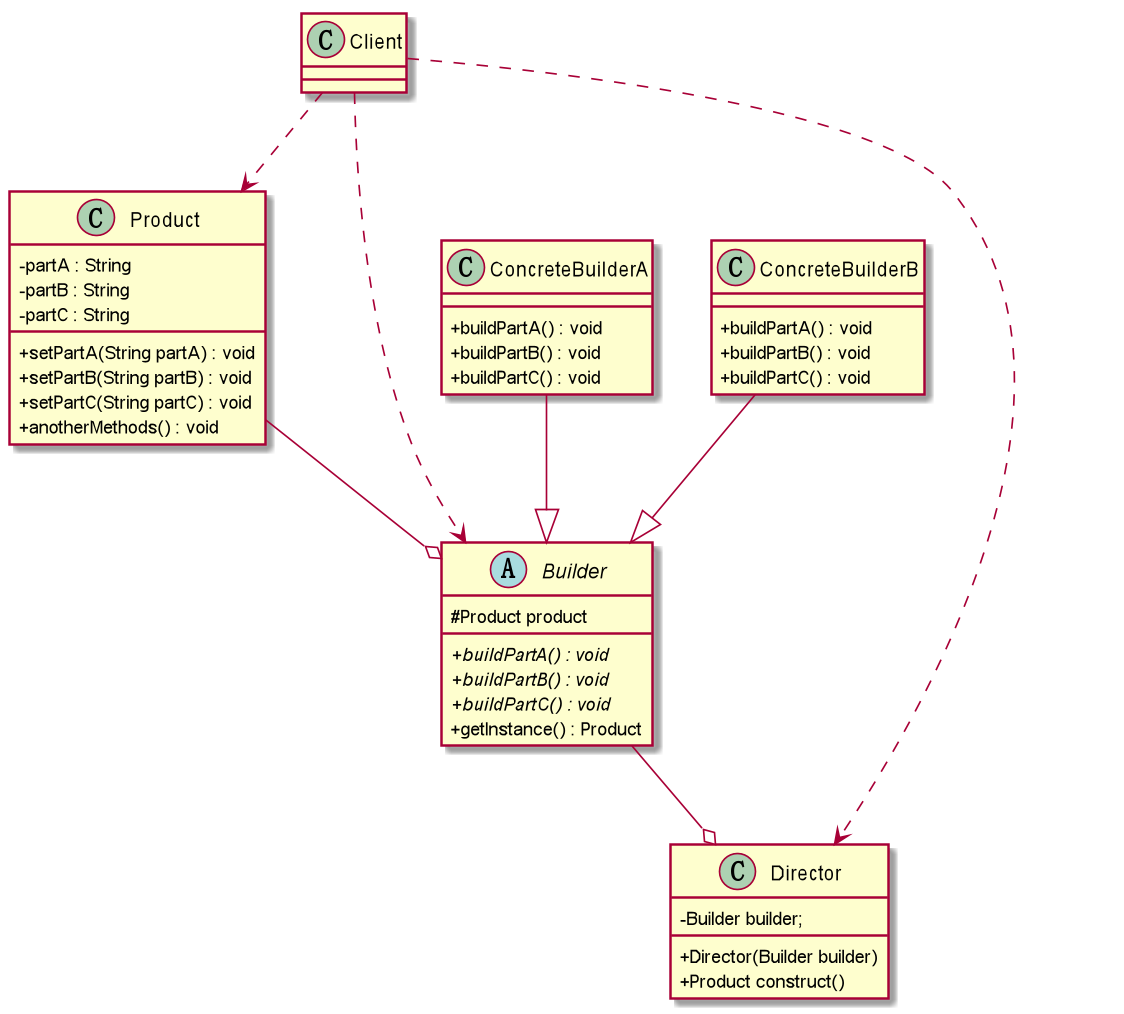 C Client
C Product
-partA : String
-partB : String
-partC : String
+setPartA(String partA) : void
+setPartB(String partB) : void
+setPartC(String partC) : void
+anotherMethods() : void
C ConcreteBuilderA
+buildPartA() : void
+buildPartB() : void
+buildPartC() : void
C ConcreteBuilderB
+buildPartA() : void
+buildPartB() : void
+buildPartC() : void
A Builder
#Product product
+buildPartA() : void
+buildPartB() : void
+buildPartC() : void
+getInstance() : Product
C Director
-Builder builder;
+Director(Builder builder)
+Product construct()